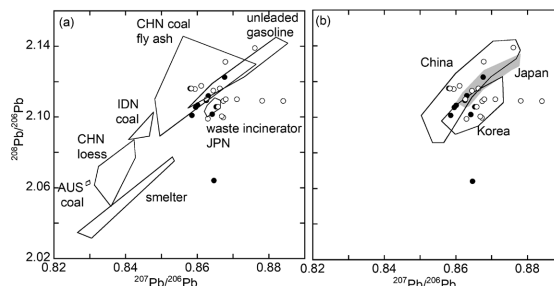 (a)
CHN coal
fly ash
unleaded
gasoline
IDN
coal
CHN
loess
AUS
coal
smelter
waste incinerator
JPN
2.14
2.10
2.06
2.02
0.82
0.84
0.86
0.88
208Pb/206Pb
207Pb/206Pb
(b)
China
Japan
Korea
0.82
0.84
0.86
0.88
207Pb/206Pb